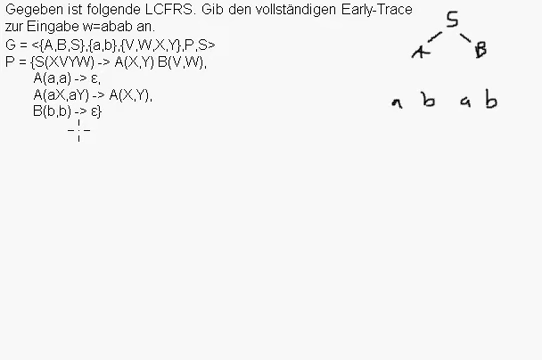 Gegeben ist folgende LCFRS. Gib den vollständigen Early-Trace
zur Eingabe w=abab an.
G = <{A,B,S},{a,b},{V,W,X,Y},P,S>
P = {S(XVYW) -> A(X,Y) B(V,W),
A(a,a) -> ε,
A(aX,aY) -> A(X,Y),
B(b,b) -> ε}
S
A B
a b a b